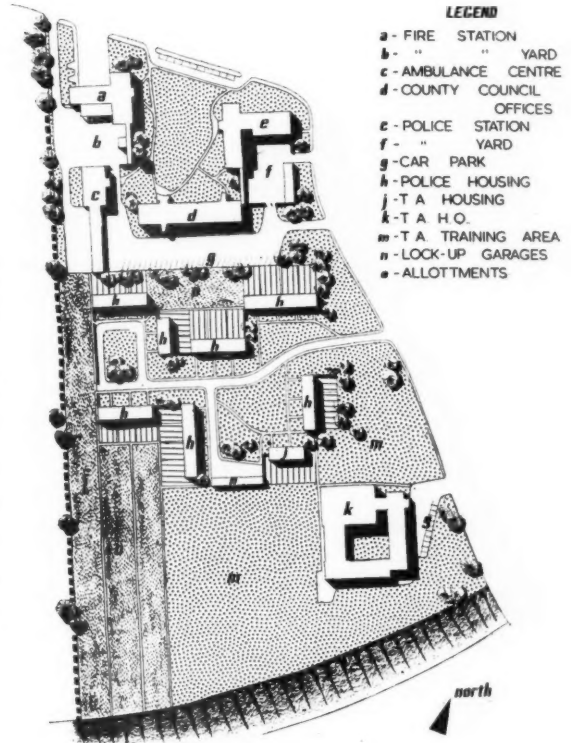 LEGEND
a - FIRE STATION
b - " " YARD
c - AMBULANCE CENTRE
d - COUNTY COUNCIL
OFFICES
e - POLICE STATION
f - " YARD
g - CAR PARK
h - POLICE HOUSING
j - T A HOUSING
k - T. A. H. Q.
m - T. A. TRAINING AREA
n - LOCK-UP GARAGES
o - ALLOTTMENTS
a
e
b
f
c
d
g
h
h
h
h
h
h
h
m
j
n
k
g
m
north